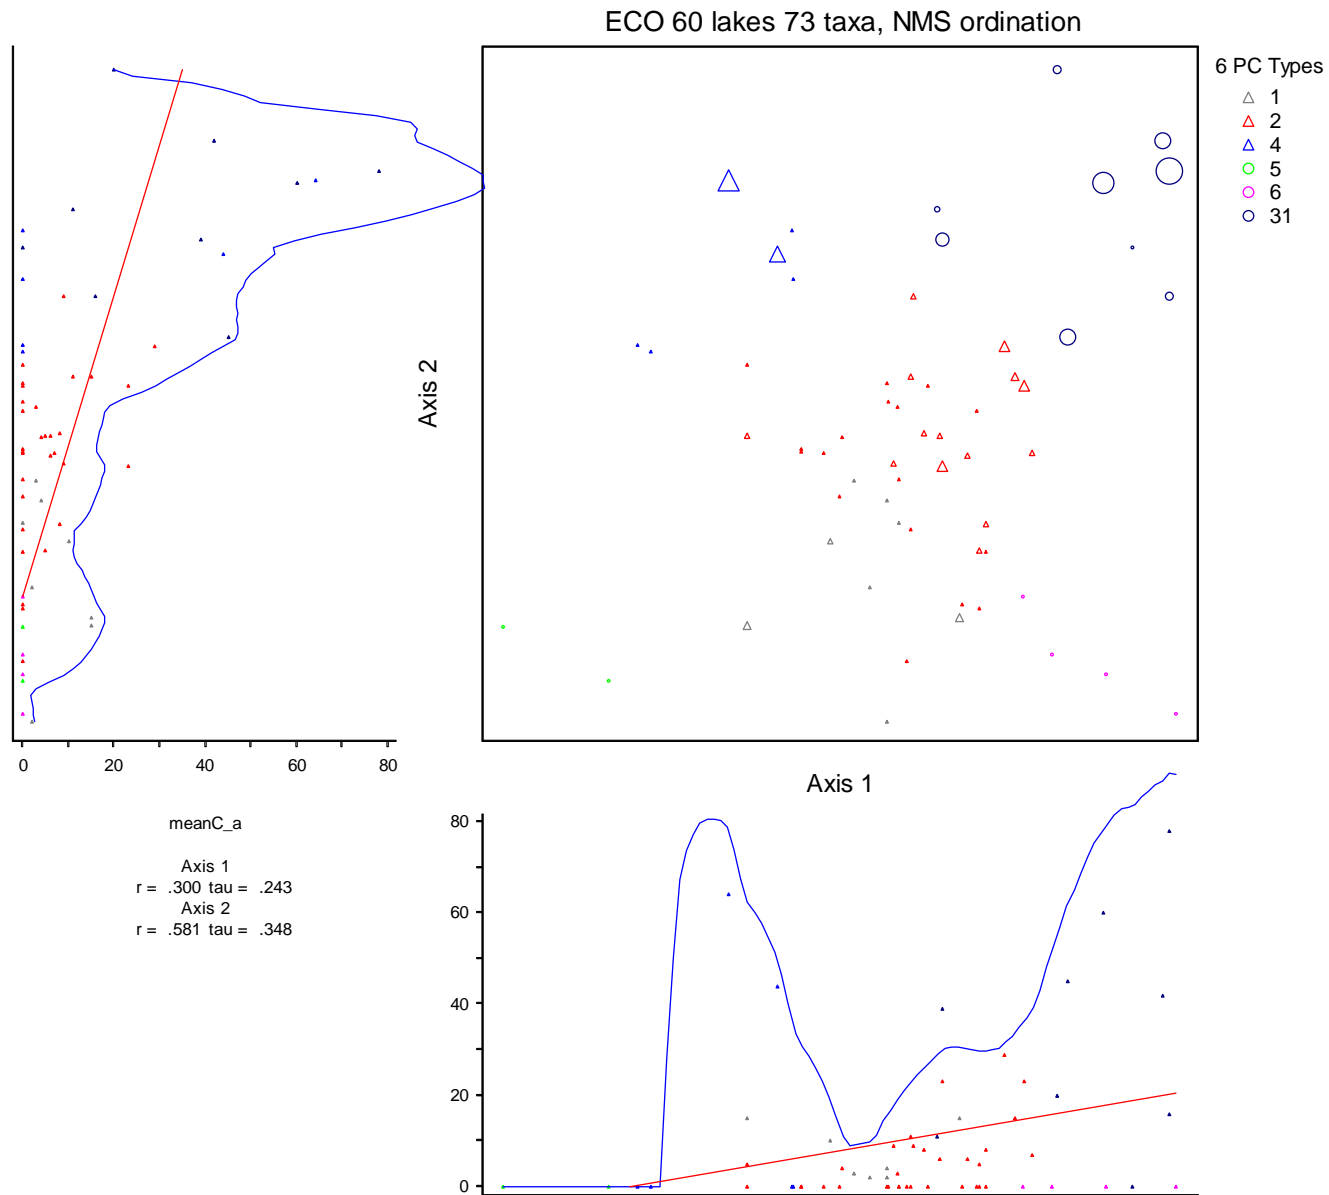 ECO 60 lakes 73 taxa, NMS ordination
6 PC Types
1
2
4
5
6
31
Axis 2
0 20 40 60 80
Axis 1
meanC_a
Axis 1
r = .300 tau = .243
Axis 2
r = .581 tau = .348
80
60
40
20
0